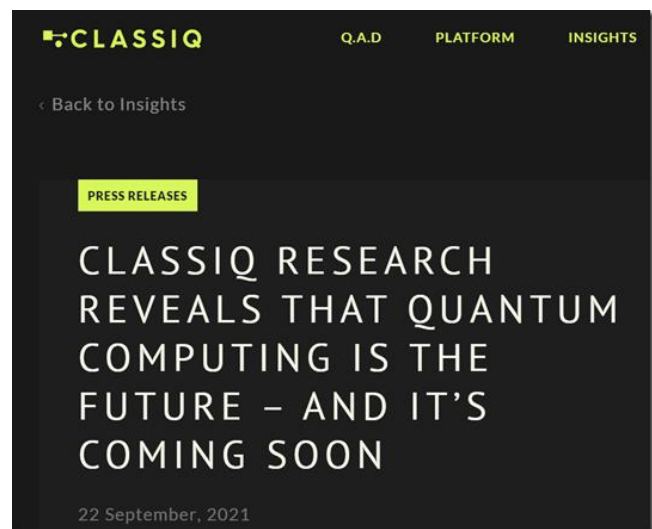 CLASSIQ
Q.A.D PLATFORM INSIGHTS
‹ Back to Insights
PRESS RELEASES
CLASSIQ RESEARCH
REVEALS THAT QUANTUM
COMPUTING IS THE
FUTURE – AND IT’S
COMING SOON
22 September, 2021